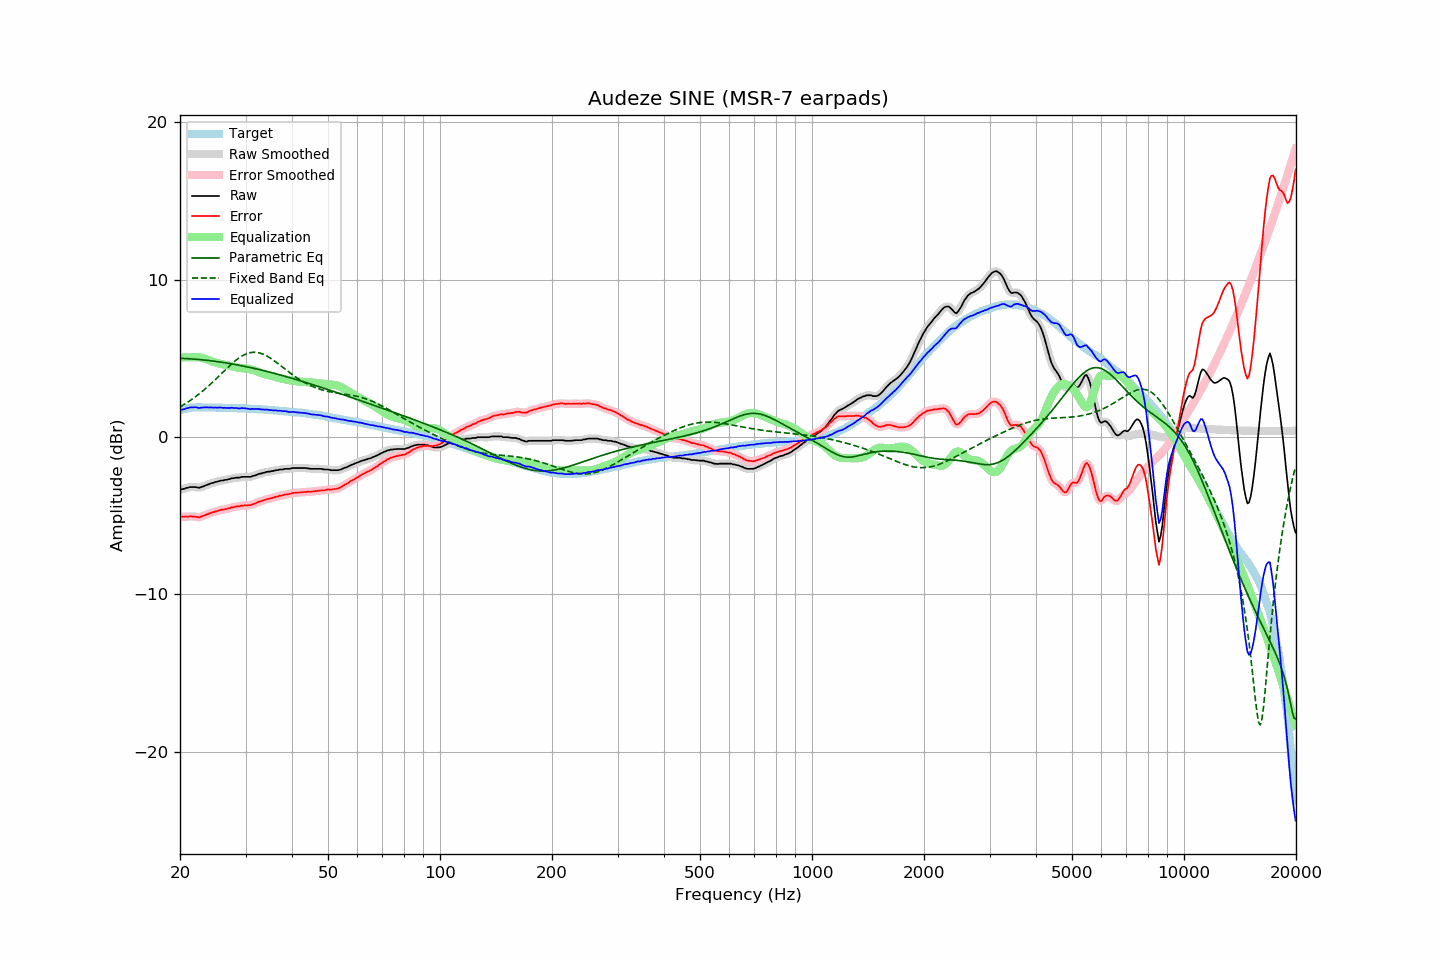 Audeze SINE (MSR-7 earpads)
20
10
0
−10
−20
Amplitude (dBr)
Target
Raw Smoothed
Error Smoothed
Raw
Error
Equalization
Parametric Eq
Fixed Band Eq
Equalized
20 50 100 200 500 1000 2000 5000 10000 20000
Frequency (Hz)